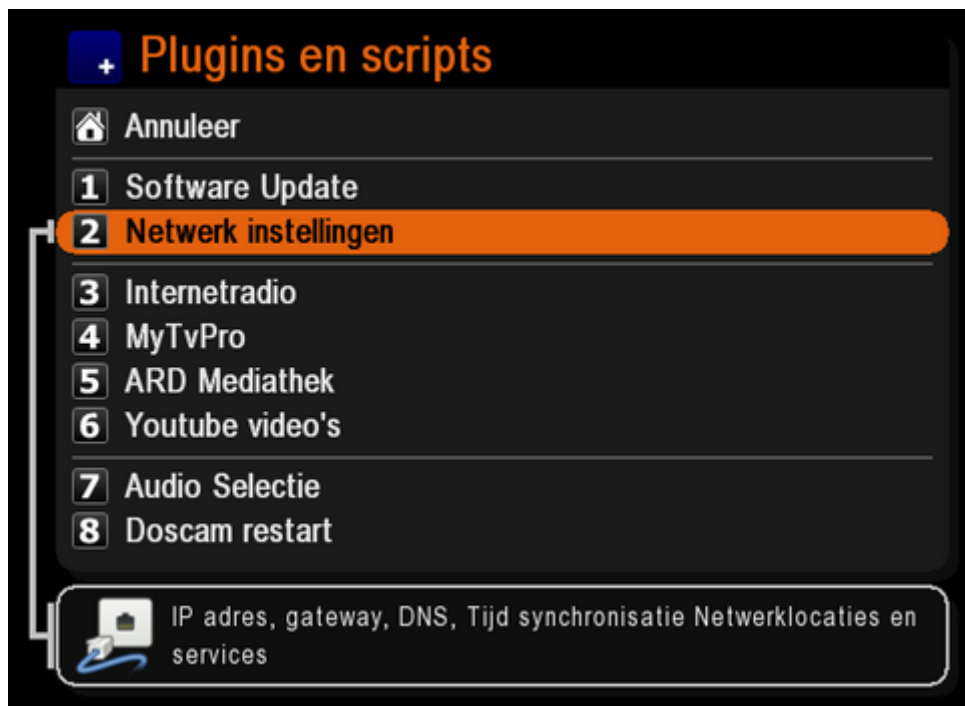 Plugins en scripts
Annuleer
1 Software Update
2 Netwerk instellingen
3 Internetradio
4 MyTvPro
5 ARD Mediathek
6 Youtube video's
7 Audio Selectie
8 Doscam restart
IP adres, gateway, DNS, Tijd synchronisatie Netwerklocaties en
services